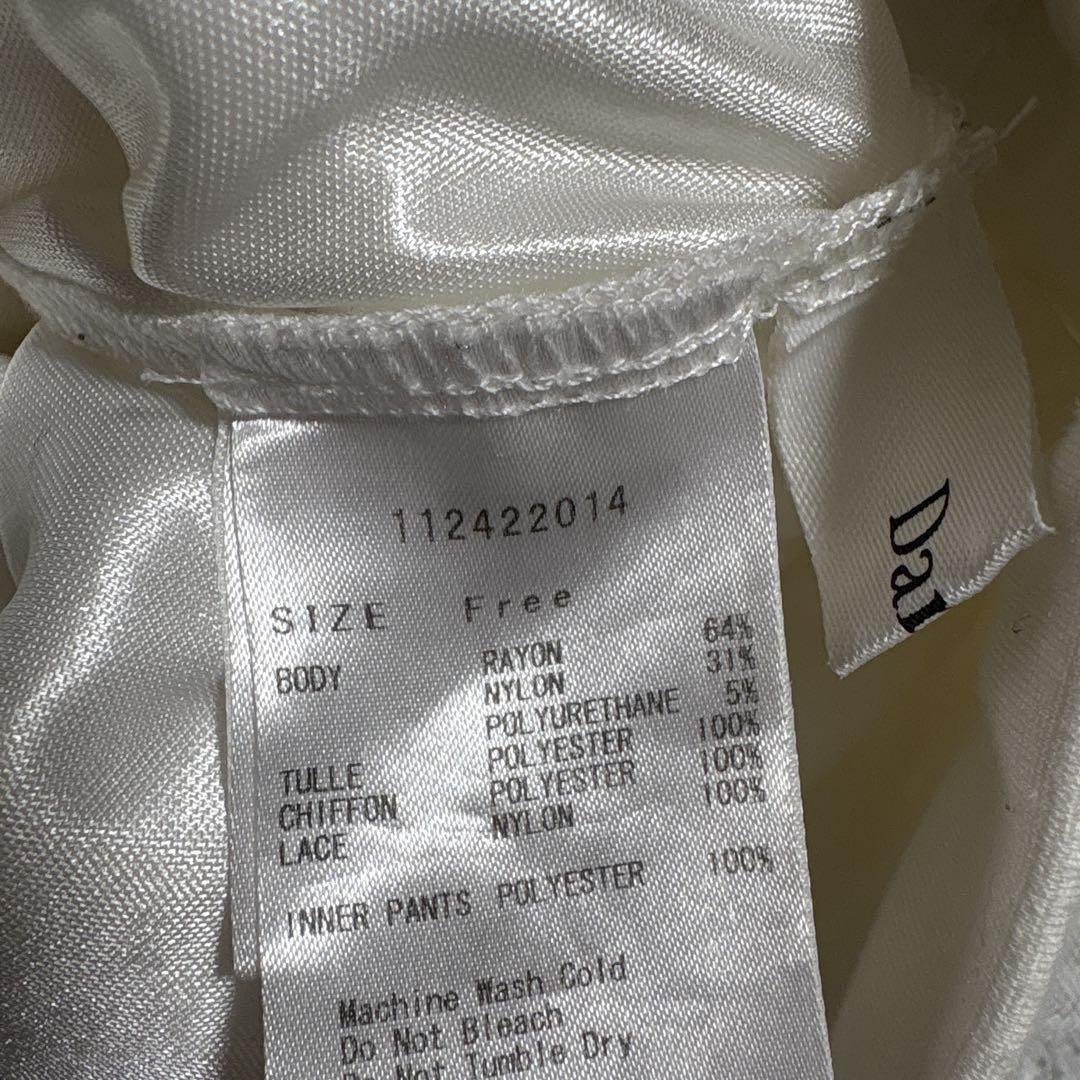 112422014
SIZE Free
BODY RAYON 64%
NYLON 31%
POLYURETHANE 5%
TULLE POLYESTER 100%
CHIFFON POLYESTER 100%
LACE NYLON 100%
INNER PANTS POLYESTER 100%
Machine Wash Cold
Do Not Bleach
Do Not Tumble Dry